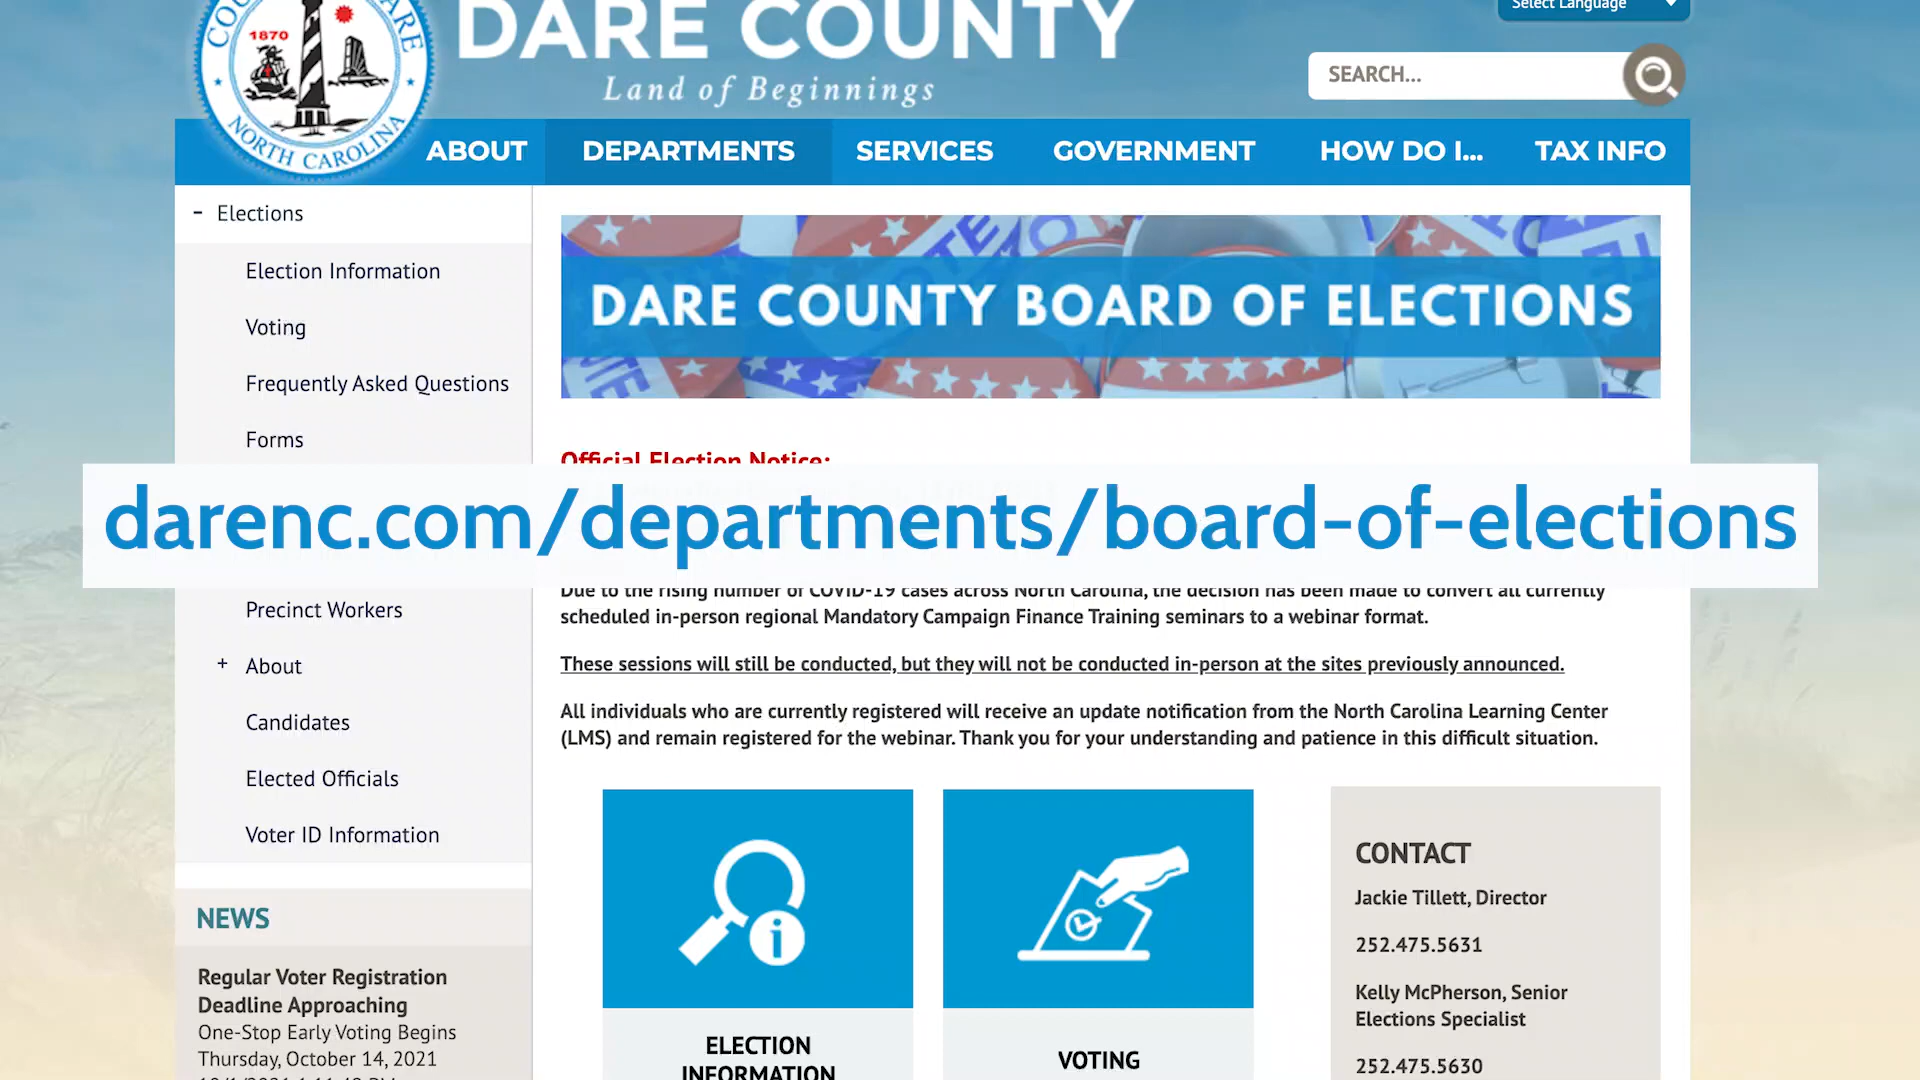 DARE COUNTY
Land of Beginnings
1870
NORTH CAROLINA
Select Language
SEARCH...
ABOUT
DEPARTMENTS
SERVICES
GOVERNMENT
HOW DO I...
TAX INFO
- Elections
Election Information
Voting
Frequently Asked Questions
Forms
DARE COUNTY BOARD OF ELECTIONS
Official Election Notice:
darenc.com/departments/board-of-elections
Precinct Workers
+ About
Candidates
Elected Officials
Voter ID Information
Due to the rising number of COVID-19 cases across North Carolina, the decision has been made to convert all currently
scheduled in-person regional Mandatory Campaign Finance Training seminars to a webinar format.
These sessions will still be conducted, but they will not be conducted in-person at the sites previously announced.
All individuals who are currently registered will receive an update notification from the North Carolina Learning Center
(LMS) and remain registered for the webinar. Thank you for your understanding and patience in this difficult situation.
NEWS
Regular Voter Registration
Deadline Approaching
One-Stop Early Voting Begins
Thursday, October 14, 2021
ELECTION
INFORMATION
VOTING
CONTACT
Jackie Tillett, Director
252.475.5631
Kelly McPherson, Senior
Elections Specialist
252.475.5630